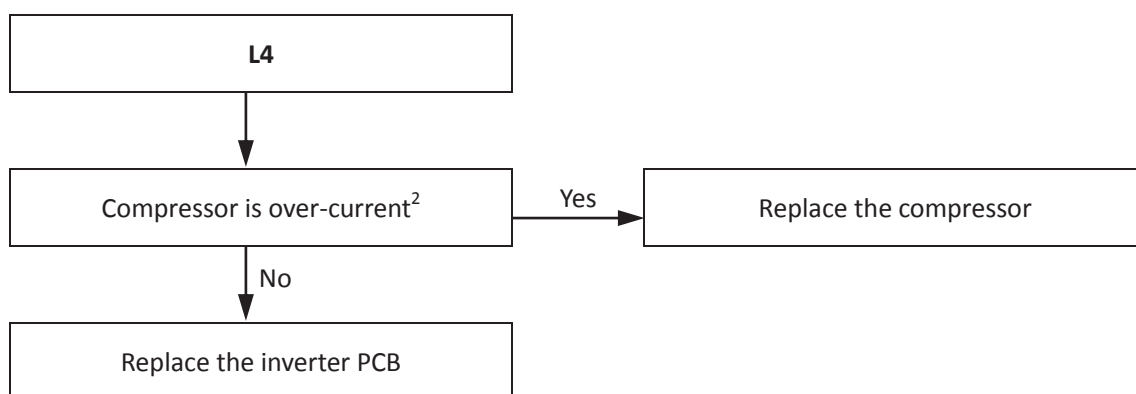 L4
Compressor is over-current²
Yes
Replace the compressor
No
Replace the inverter PCB